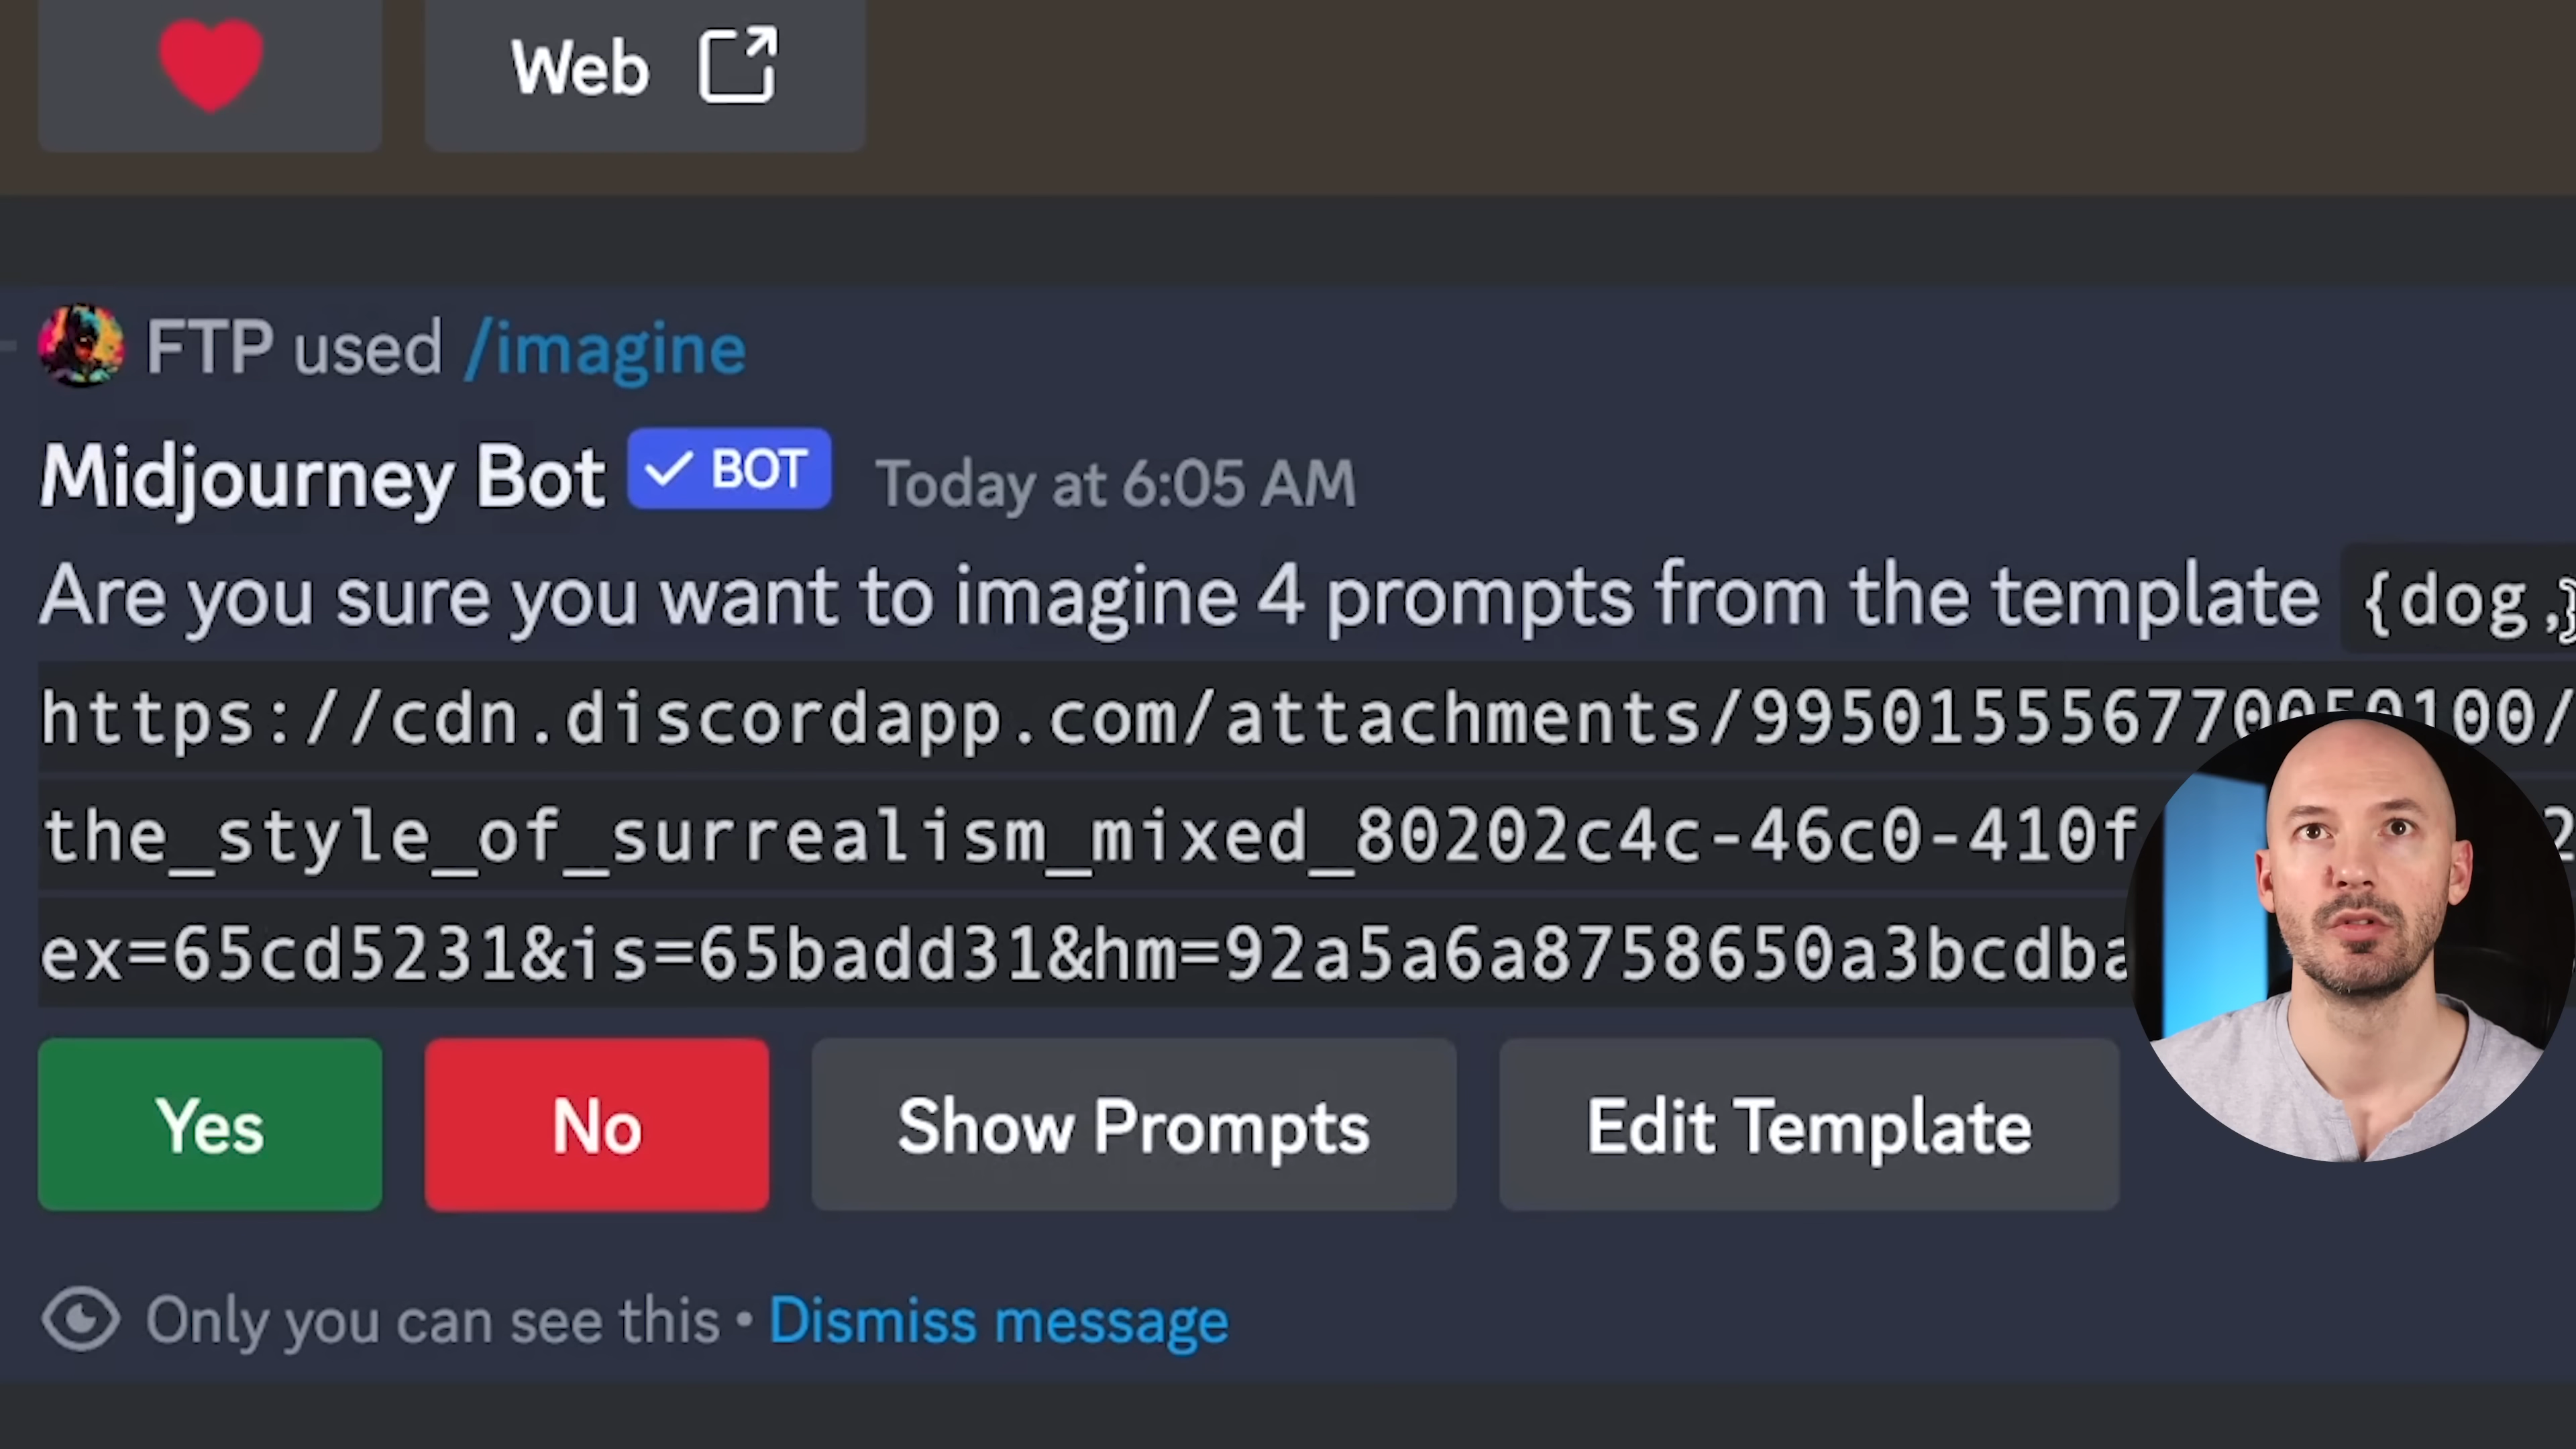 Web
FTP used /imagine
Midjourney Bot ✓ BOT Today at 6:05 AM
Are you sure you want to imagine 4 prompts from the template {dog,
https://cdn.discordapp.com/attachments/995015556770050100/
the_style_of_surrealism_mixed_80202c4c-46c0-410f
ex=65cd5231&is=65badd31&hm=92a5a6a8758650a3bcdba
Yes No Show Prompts Edit Template
Only you can see this • Dismiss message